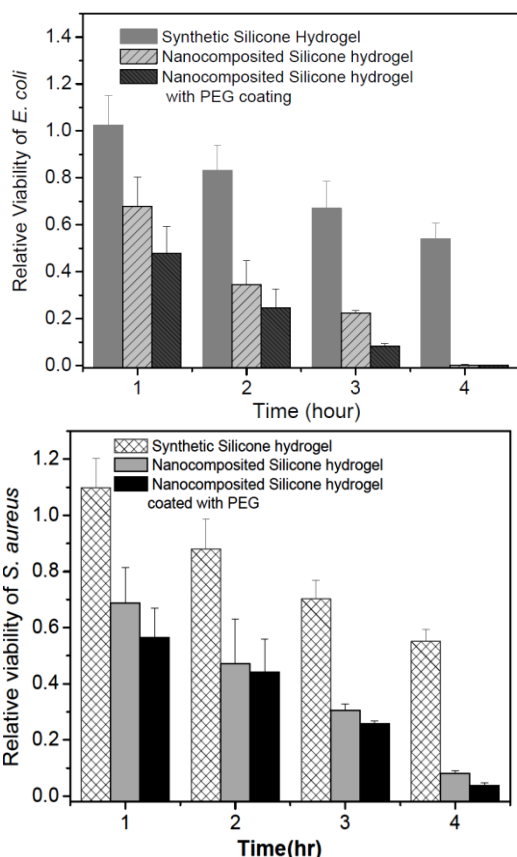 1.4
1.2
1.0
0.8
0.6
0.4
0.2
0.0
Relative Viability of E. coli
Synthetic Silicone Hydrogel
Nanocomposited Silicone Hydrogel
Nanocomposited Silicone hydrogel
with PEG coating
1 2 3 4
Time (hour)
1.2
1.0
0.8
0.6
0.4
0.2
0.0
Relative viability of S. aureus
Synthetic Silicone hydrogel
Nanocomposited Silicone hydrogel
Nanocomposited Silicone hydrogel
coated with PEG
1 2 3 4
Time(hr)